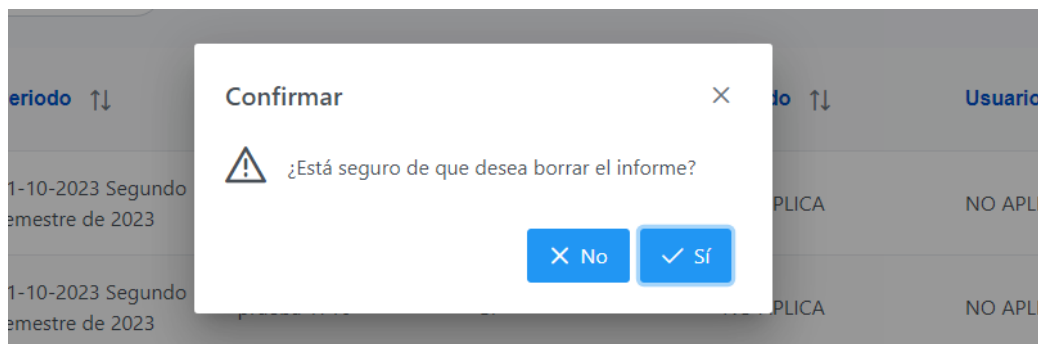 Confirmar
eriodo
do
Usuario
¿Está seguro de que desea borrar el informe?
1-10-2023 Segundo
emestre de 2023
PLICA
NO APLI
No
Sí
1-10-2023 Segundo
emestre de 2023
PLICA
NO APLI